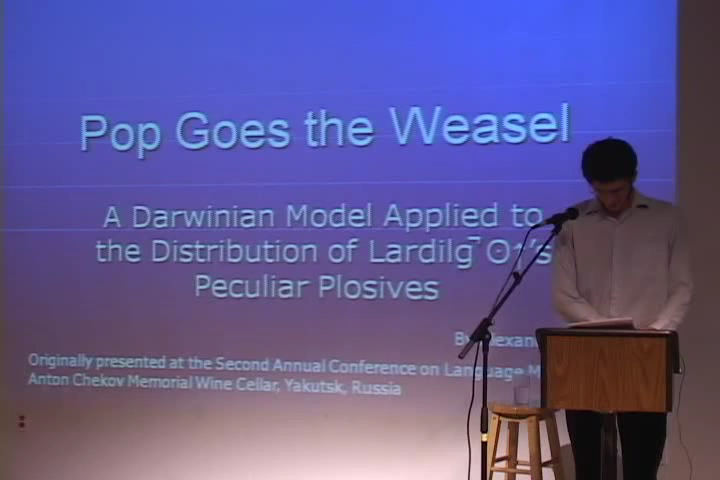 Pop Goes the Weasel
A Darwinian Model Applied to
the Distribution of
Peculiar Plosives
Originally presented at the Second Annual Conference on Language
Anton Chekov Memorial Wine Cellar, Yakutsk, Russia